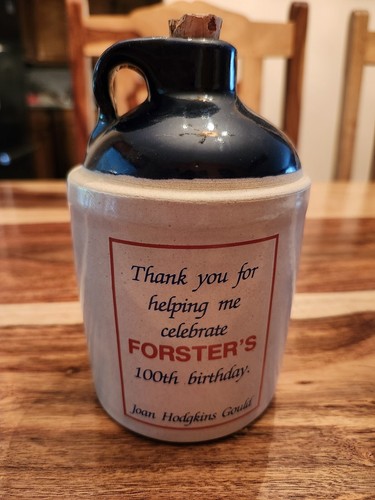 Thank you for
helping me
celebrate
FORSTER'S
100th birthday.
Joan Hodgkins Gould